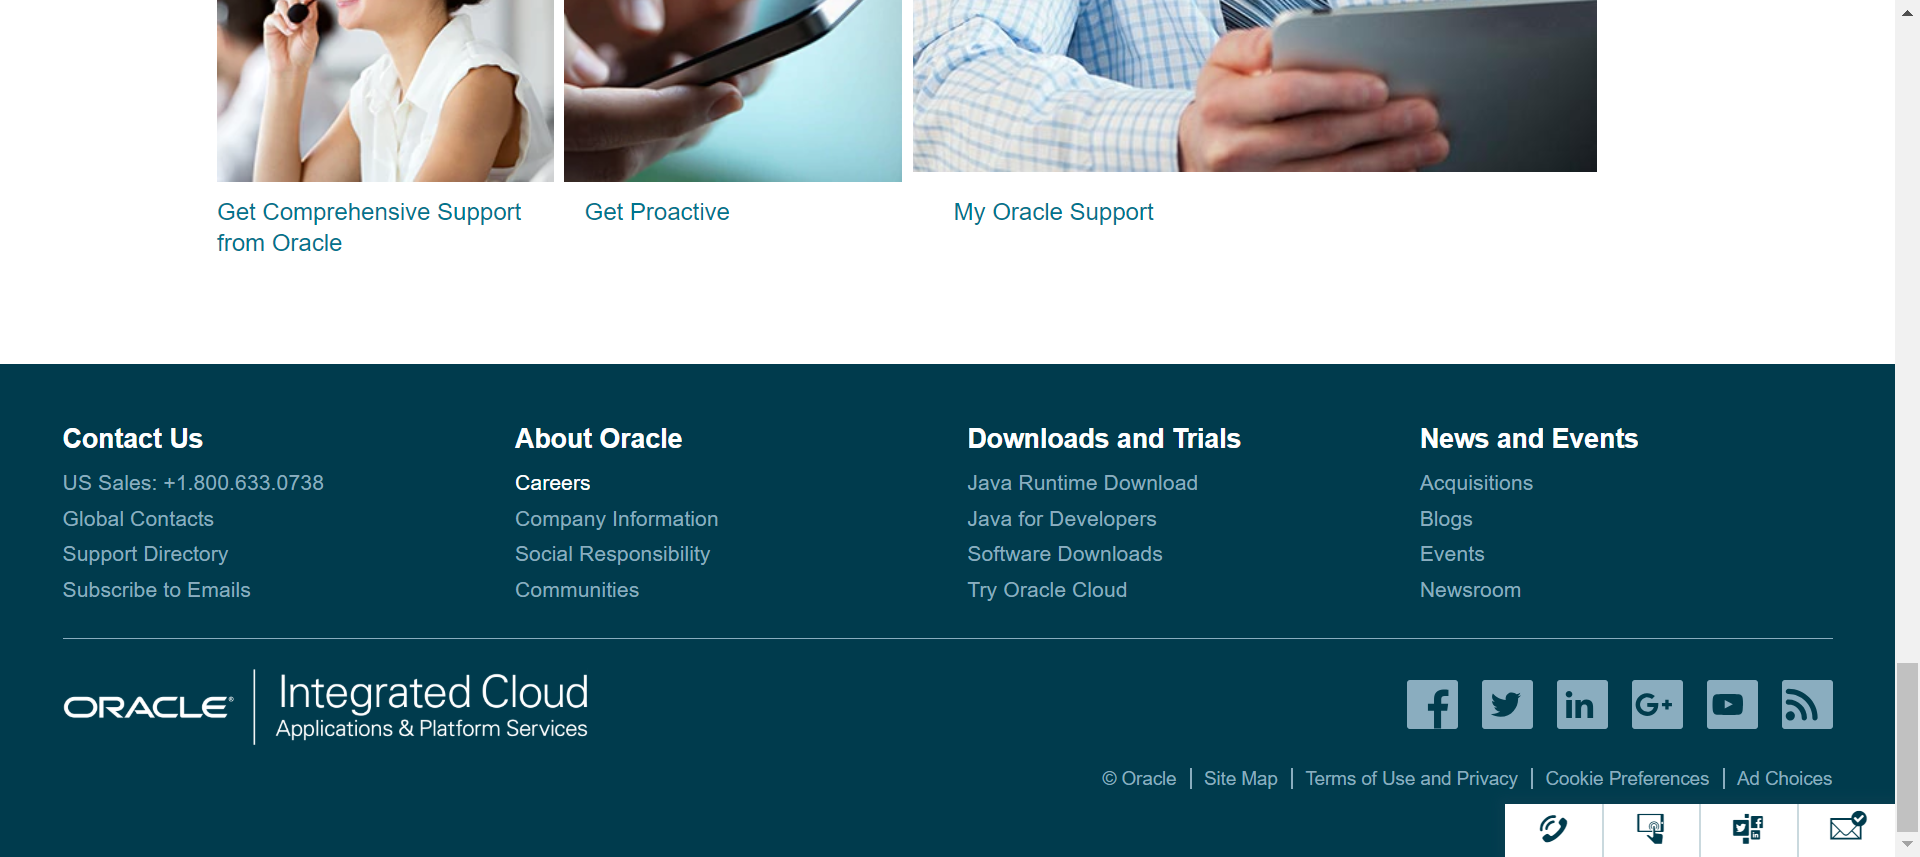 Get Comprehensive Support
from Oracle
Get Proactive
My Oracle Support
Contact Us
US Sales: +1.800.633.0738
Global Contacts
Support Directory
Subscribe to Emails
About Oracle
Careers
Company Information
Social Responsibility
Communities
Downloads and Trials
Java Runtime Download
Java for Developers
Software Downloads
Try Oracle Cloud
News and Events
Acquisitions
Blogs
Events
Newsroom
ORACLE®
Integrated Cloud
Applications & Platform Services
© Oracle | Site Map | Terms of Use and Privacy | Cookie Preferences | Ad Choices